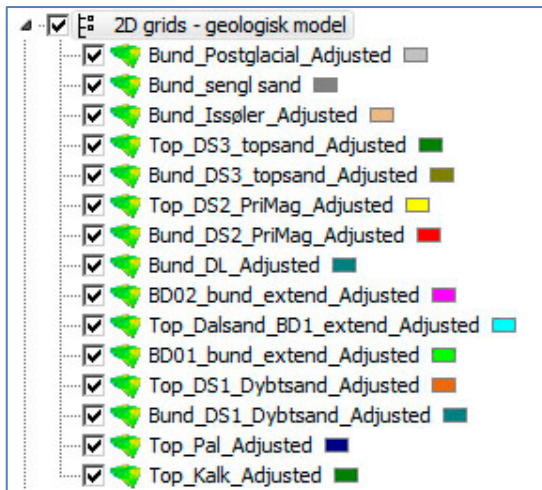 2D grids - geologisk model
Bund_Postglacial_Adjusted
Bund_sengl sand
Bund_Issøler_Adjusted
Top_DS3_topsand_Adjusted
Bund_DS3_topsand_Adjusted
Top_DS2_PriMag_Adjusted
Bund_DS2_PriMag_Adjusted
Bund_DL_Adjusted
BD02_bund_extend_Adjusted
Top_Dalsand_BD1_extend_Adjusted
BD01_bund_extend_Adjusted
Top_DS1_Dybtsand_Adjusted
Bund_DS1_Dybtsand_Adjusted
Top_Pal_Adjusted
Top_Kalk_Adjusted